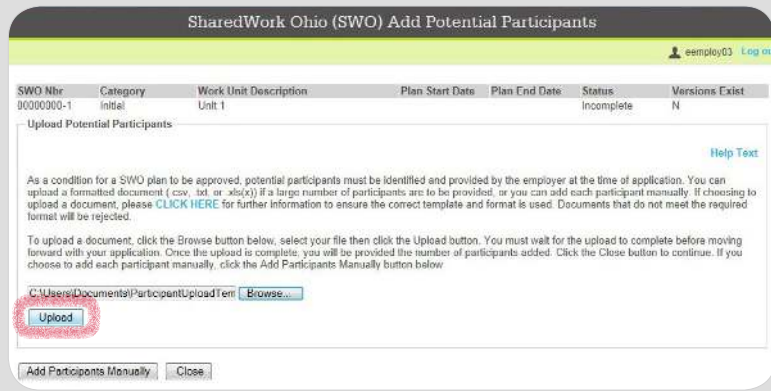 SharedWork Ohio (SWO) Add Potential Participants
eemploy03 Log o
SWO Nbr Category Work Unit Description Plan Start Date Plan End Date Status Versions Exist
00000000-1 Initial Unit 1 Incomplete N
Upload Potential Participants
Help Text
As a condition for a SWO plan to be approved, potential participants must be identified and provided by the employer at the time of application. You can
upload a formatted document (.csv, .txt, or .xls(x)) if a large number of participants are to be provided, or you can add each participant manually. If choosing to
upload a document, please CLICK HERE for further information to ensure the correct template and format is used. Documents that do not meet the required
format will be rejected.
To upload a document, click the Browse button below, select your file then click the Upload button. You must wait for the upload to complete before moving
forward with your application. Once the upload is complete, you will be provided the number of participants added. Click the Close button to continue. If you
choose to add each participant manually, click the Add Participants Manually button below
C:\Users\Documents\ParticipantUploadTem Browse...
Upload
Add Participants Manually Close